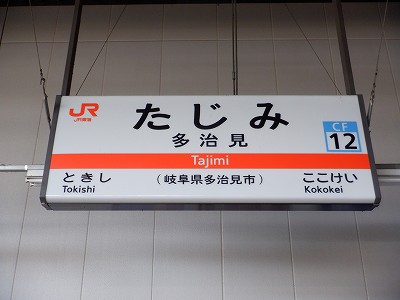 JR
JR東海
たじみ
多治見
CF
12
Tajimi
ときし
Tokishi
（岐阜県多治見市）
ここけい
Kokokei